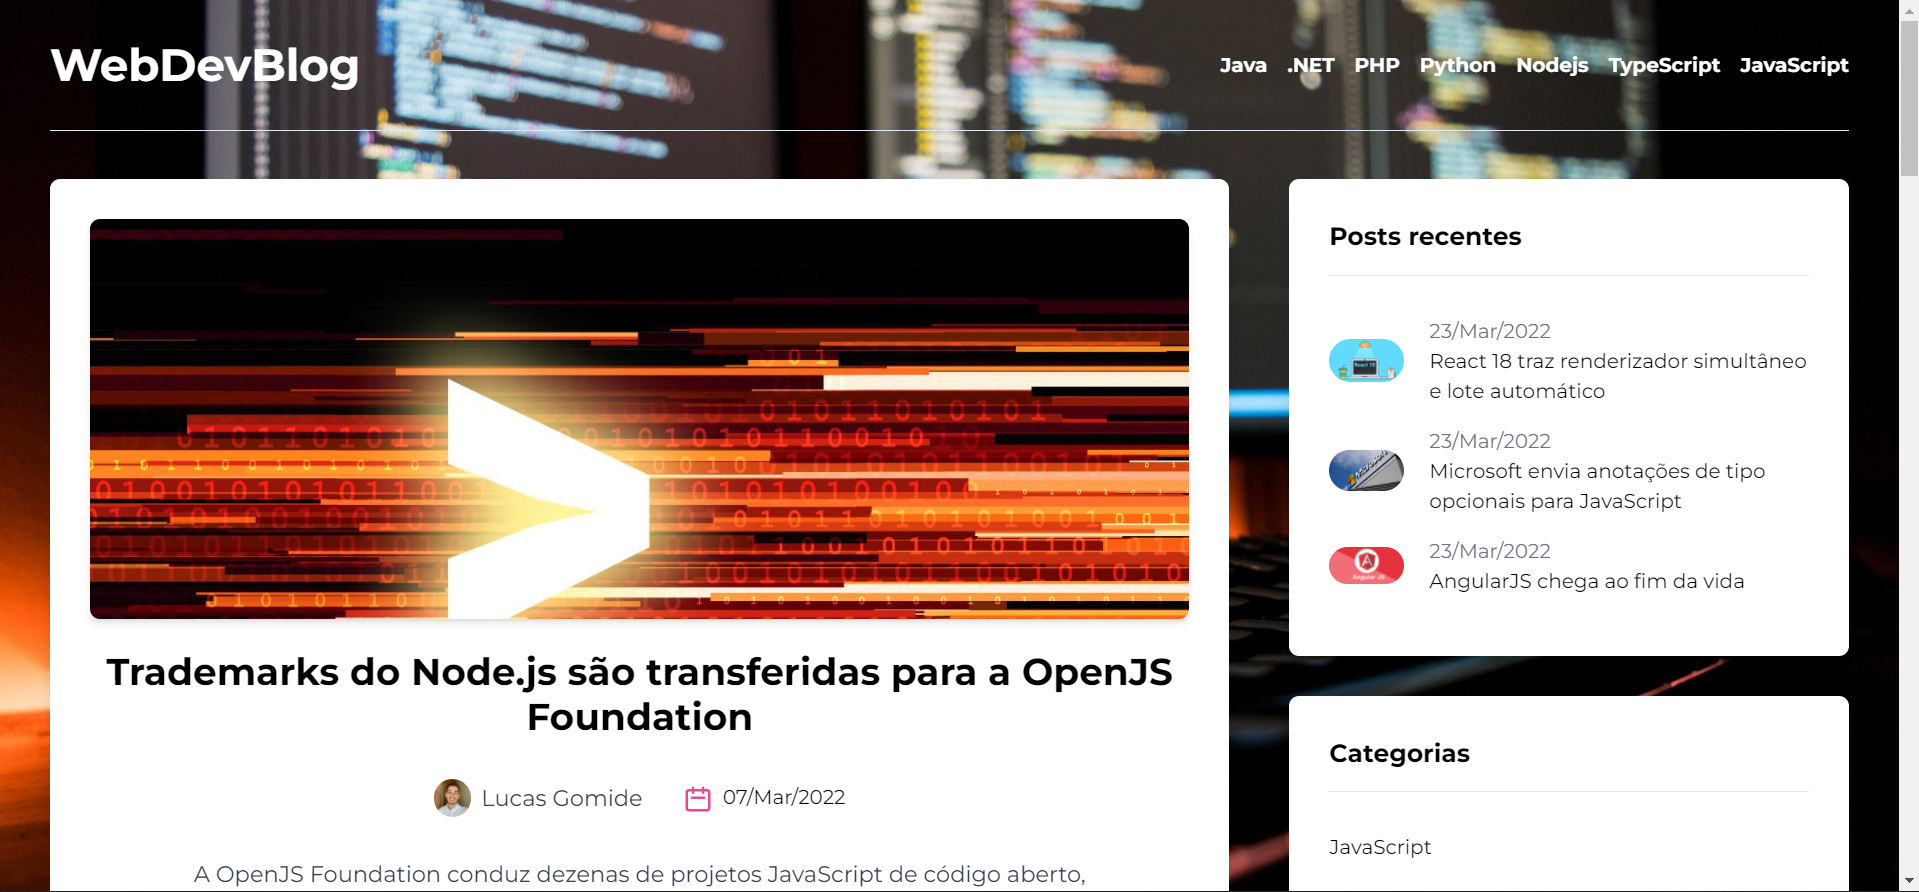 WebDevBlog
Java .NET PHP Python Nodejs TypeScript JavaScript
Trademarks do Node.js são transferidas para a OpenJS
Foundation
Lucas Gomide 07/Mar/2022
A OpenJS Foundation conduz dezenas de projetos JavaScript de código aberto,
Posts recentes
23/Mar/2022
React 18 traz renderizador simultâneo
e lote automático
23/Mar/2022
Microsoft envia anotações de tipo
opcionais para JavaScript
23/Mar/2022
AngularJS chega ao fim da vida
Categorias
JavaScript